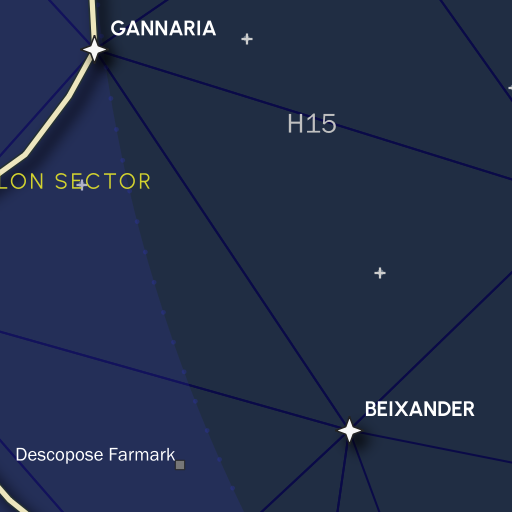 GANNARIA
H15
LON SECTOR
BEIXANDER
Descopose Farmark